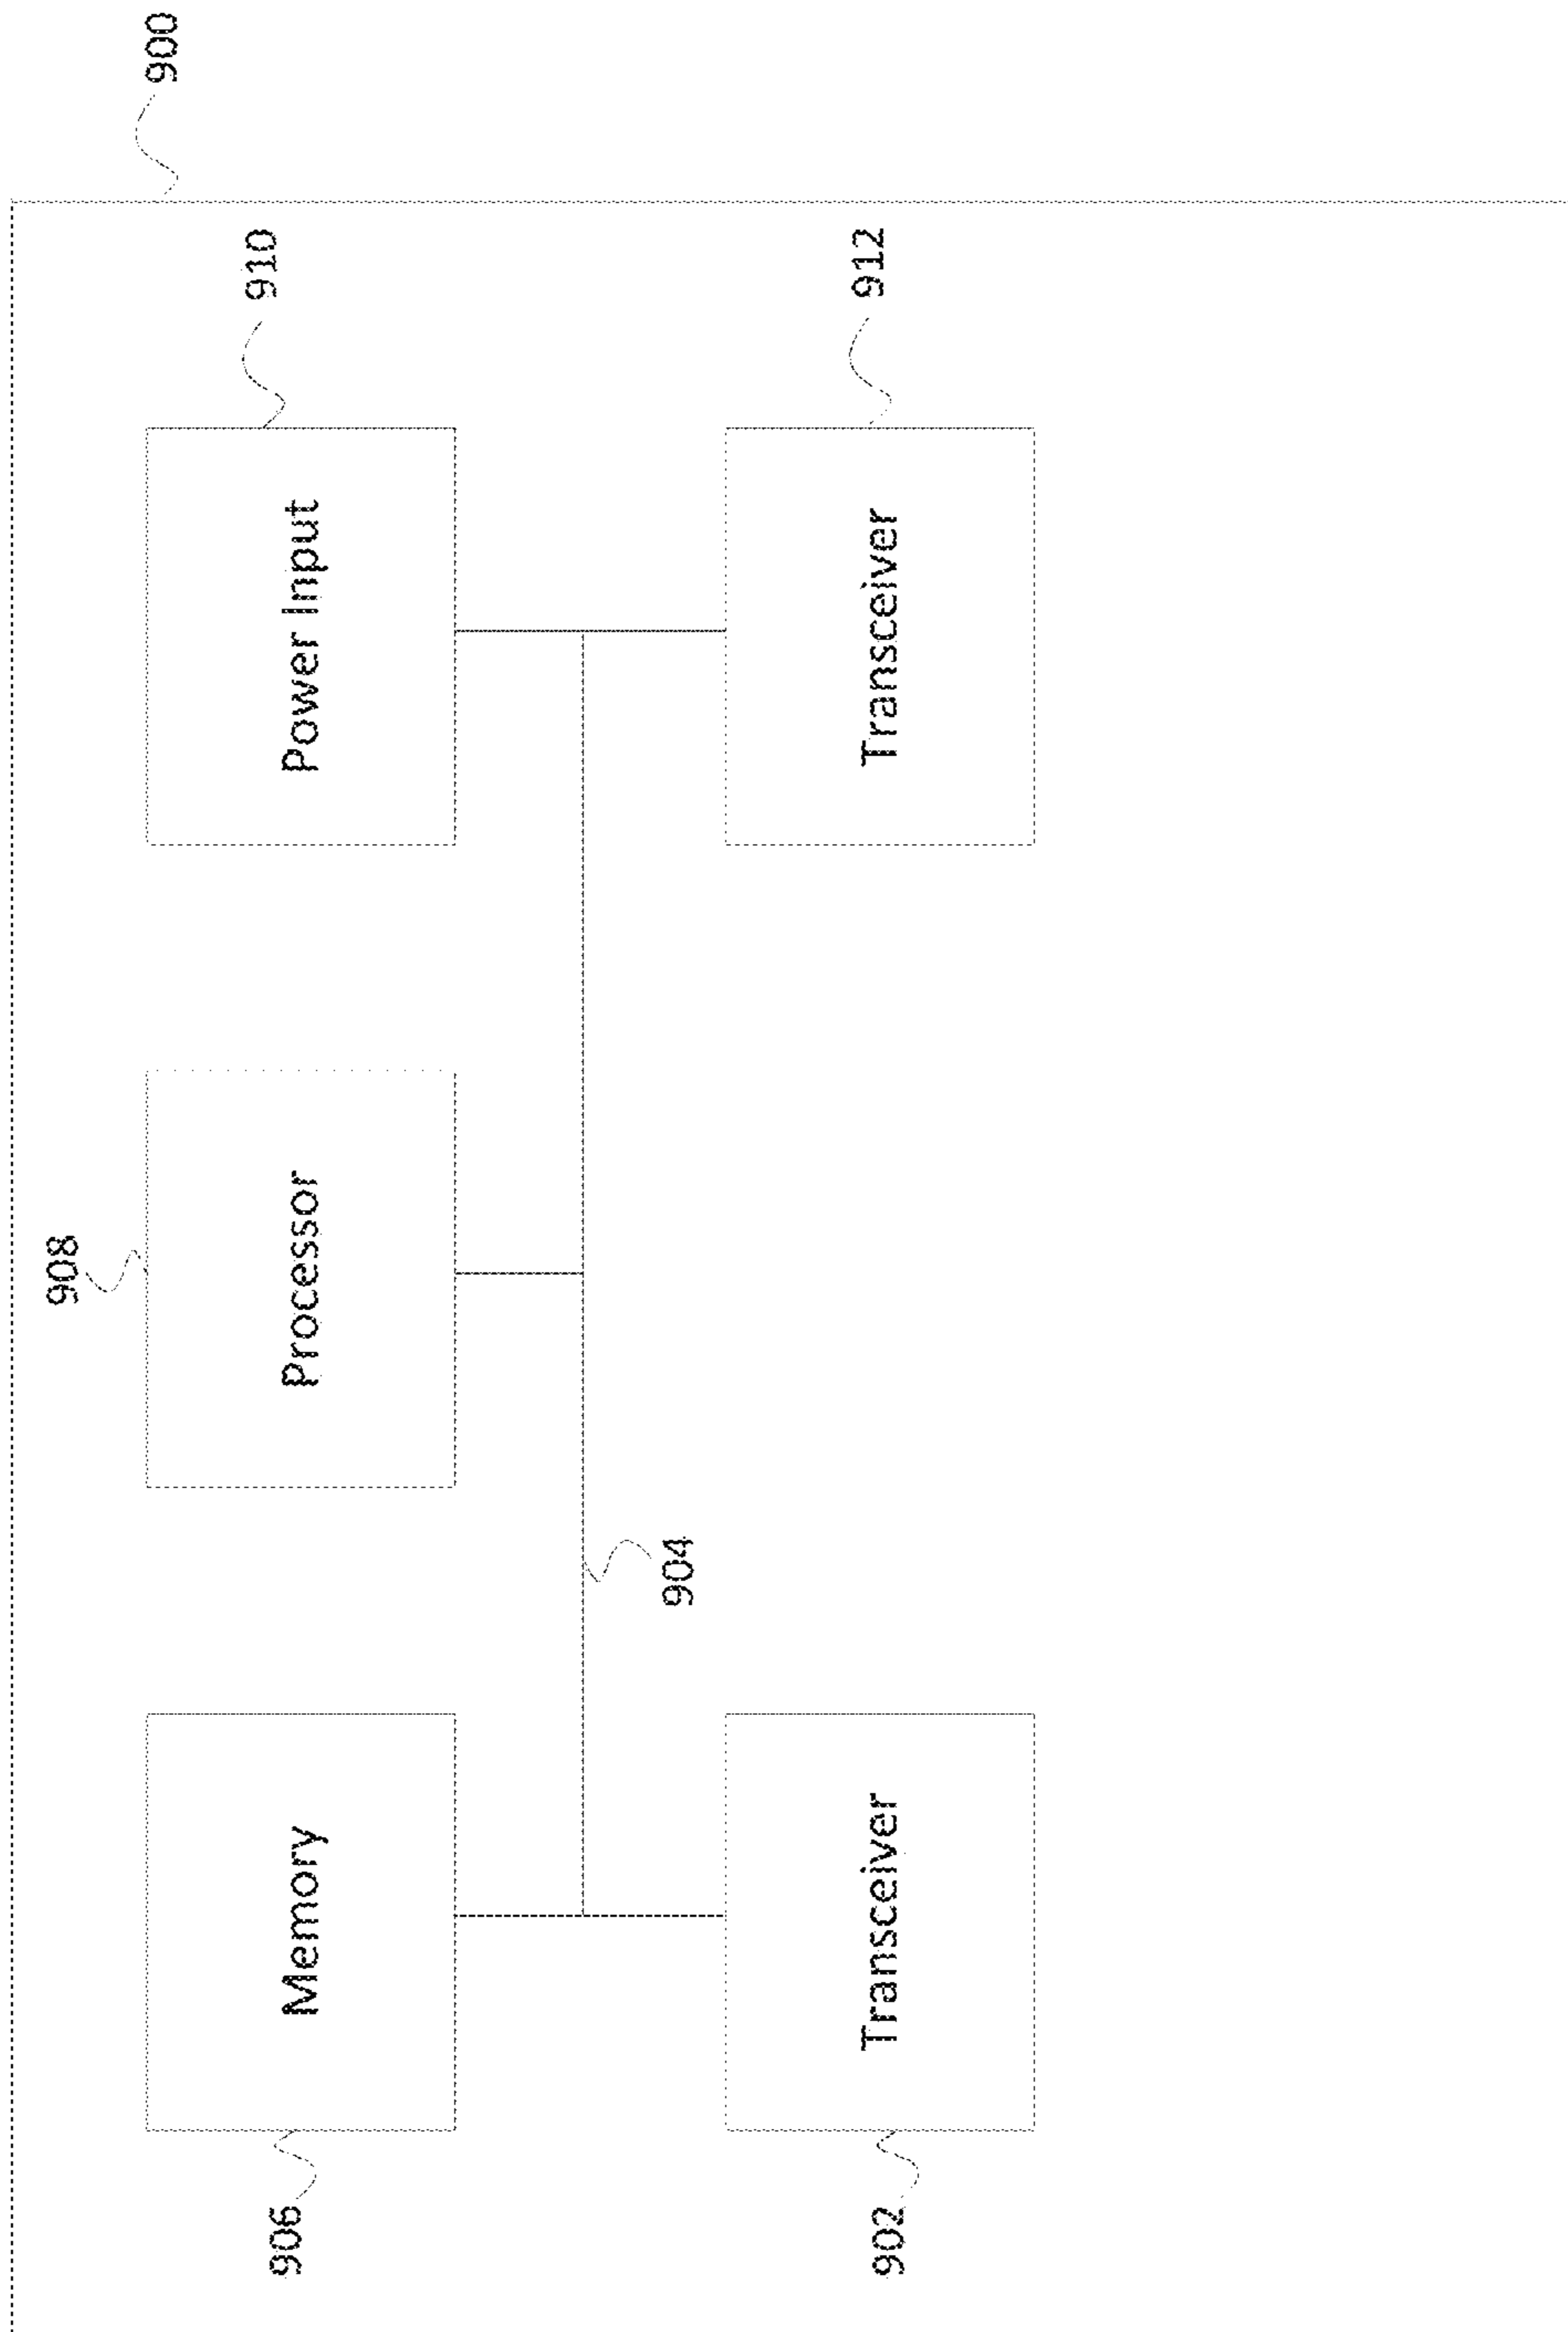 900
908
910
Memory
Processor
Power Input
906
904
912
Transceiver
Transceiver
902